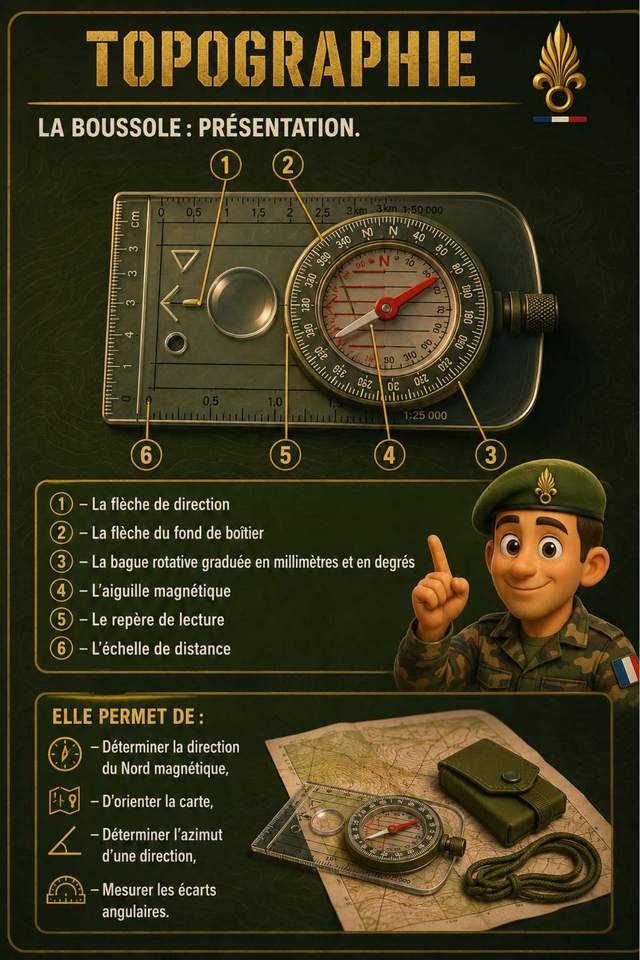 TOPOGRAPHIE
LA BOUSSOLE : PRÉSENTATION.
1 2
0 0,5 1,5 2 2,5 3km 3km 1:50 000
cm
N
0,5 1,0
1:25 000
6 5 4 3
1 – La flèche de direction
2 – La flèche du fond de boîtier
3 – La bague rotative graduée en millimètres et en degrés
4 – L'aiguille magnétique
5 – Le repère de lecture
6 – L'échelle de distance
ELLE PERMET DE :
– Déterminer la direction
du Nord magnétique,
– D'orienter la carte,
– Déterminer l'azimut
d'une direction,
– Mesurer les écarts
angulaires.